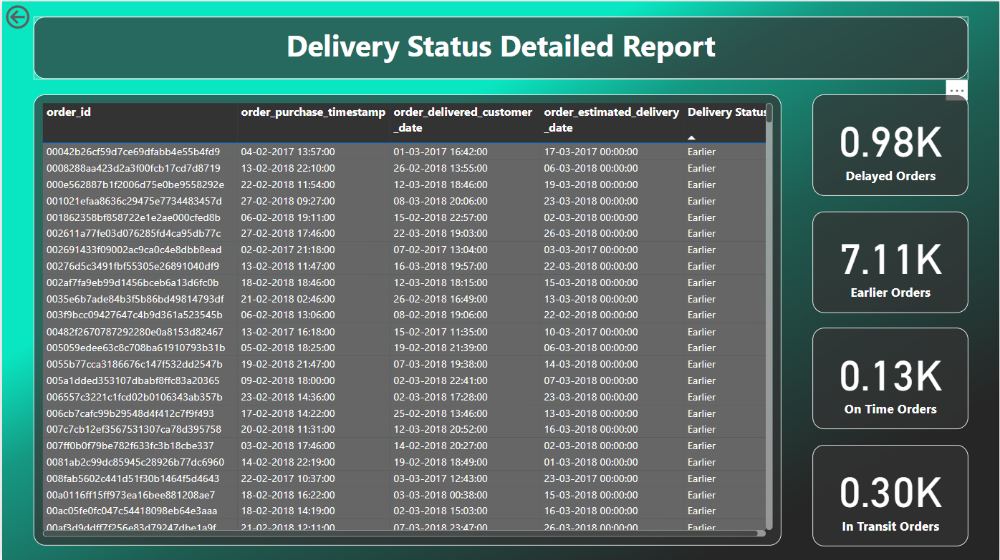 Delivery Status Detailed Report
order_id order_purchase_timestamp order_delivered_customer_date order_estimated_delivery_date Delivery Status
00042b26cf59d7ce69dfabb4e55b4fd9 04-02-2017 13:57:00 01-03-2017 16:42:00 17-03-2017 00:00:00 Earlier
0008288aa423d2a3f00fcb17cd7d8719 13-02-2018 22:10:00 26-02-2018 13:55:00 06-03-2018 00:00:00 Earlier
000e562887b1f2006d75e0be9558292e 22-02-2018 11:54:00 12-03-2018 18:46:00 19-03-2018 00:00:00 Earlier
001021efaa8636c29475e7734483457d 27-02-2018 09:27:00 08-03-2018 20:06:00 23-03-2018 00:00:00 Earlier
001862358bf858722e1e2ae000cfed8b 06-02-2018 19:11:00 15-02-2018 22:57:00 02-03-2018 00:00:00 Earlier
002611a77fe03d076285fd4ca95db77c 27-02-2018 17:46:00 22-03-2018 19:03:00 26-03-2018 00:00:00 Earlier
002691433f09002ac9ca0c4e8dbb8ead 02-02-2017 21:18:00 07-02-2017 13:04:00 03-03-2017 00:00:00 Earlier
00276d5c3491fbf55305e26891040df9 13-02-2018 11:47:00 16-03-2018 19:57:00 22-03-2018 00:00:00 Earlier
002af7fa9eb99d1456bceb6a13d6fc0b 18-02-2018 18:46:00 12-03-2018 18:15:00 15-03-2018 00:00:00 Earlier
0035e6b7ade84b3f5b86bd49814793df 21-02-2018 02:46:00 26-02-2018 16:49:00 13-03-2018 00:00:00 Earlier
003f9bcc09427647c4b9d361a523545b 06-02-2018 13:06:00 08-02-2018 19:06:00 22-02-2018 00:00:00 Earlier
00482f2670787292280e0a8153d82467 13-02-2017 16:18:00 15-02-2017 11:35:00 10-03-2017 00:00:00 Earlier
005059edee63c8c708ba61910793b31b 05-02-2018 18:25:00 19-02-2018 21:39:00 06-03-2018 00:00:00 Earlier
0055b77cca3186676c147f532dd2547b 19-02-2018 21:47:00 07-03-2018 19:38:00 14-03-2018 00:00:00 Earlier
005a1dded353107dbabf8ffc83a20365 09-02-2018 18:00:00 02-03-2018 22:41:00 07-03-2018 00:00:00 Earlier
006557c3221c1fcd02b0106343ab357b 23-02-2018 14:36:00 02-03-2018 17:28:00 23-03-2018 00:00:00 Earlier
006cb7cafc99b29548d4f412c7f9f493 17-02-2018 14:22:00 25-02-2018 13:46:00 13-03-2018 00:00:00 Earlier
007c7cb12ef3567531307ca78d395758 20-02-2018 11:31:00 12-03-2018 20:52:00 16-03-2018 00:00:00 Earlier
007ff0b0f79be782f633fc3b18cbe337 03-02-2018 17:46:00 14-02-2018 20:27:00 02-03-2018 00:00:00 Earlier
0081ab2c99dc85945c28926b77dc6960 14-02-2018 22:19:00 19-02-2018 18:49:00 01-03-2018 00:00:00 Earlier
008fab5602c441d51f30b1464f5d4643 22-02-2017 10:37:00 03-03-2017 12:43:00 23-03-2017 00:00:00 Earlier
00a0116ff15ff973ea16bee881208ae7 18-02-2018 16:22:00 03-03-2018 00:38:00 15-03-2018 00:00:00 Earlier
00ac05fe0fc047c54418098eb64e3aaa 18-02-2018 14:19:00 02-03-2018 15:03:00 16-03-2018 00:00:00 Earlier
00af3d9ddff7f256e83d79247dbe1a9f 21-02-2018 12:11:00 07-03-2018 23:47:00 26-03-2018 00:00:00 Earlier
0.98K
Delayed Orders
7.11K
Earlier Orders
0.13K
On Time Orders
0.30K
In Transit Orders